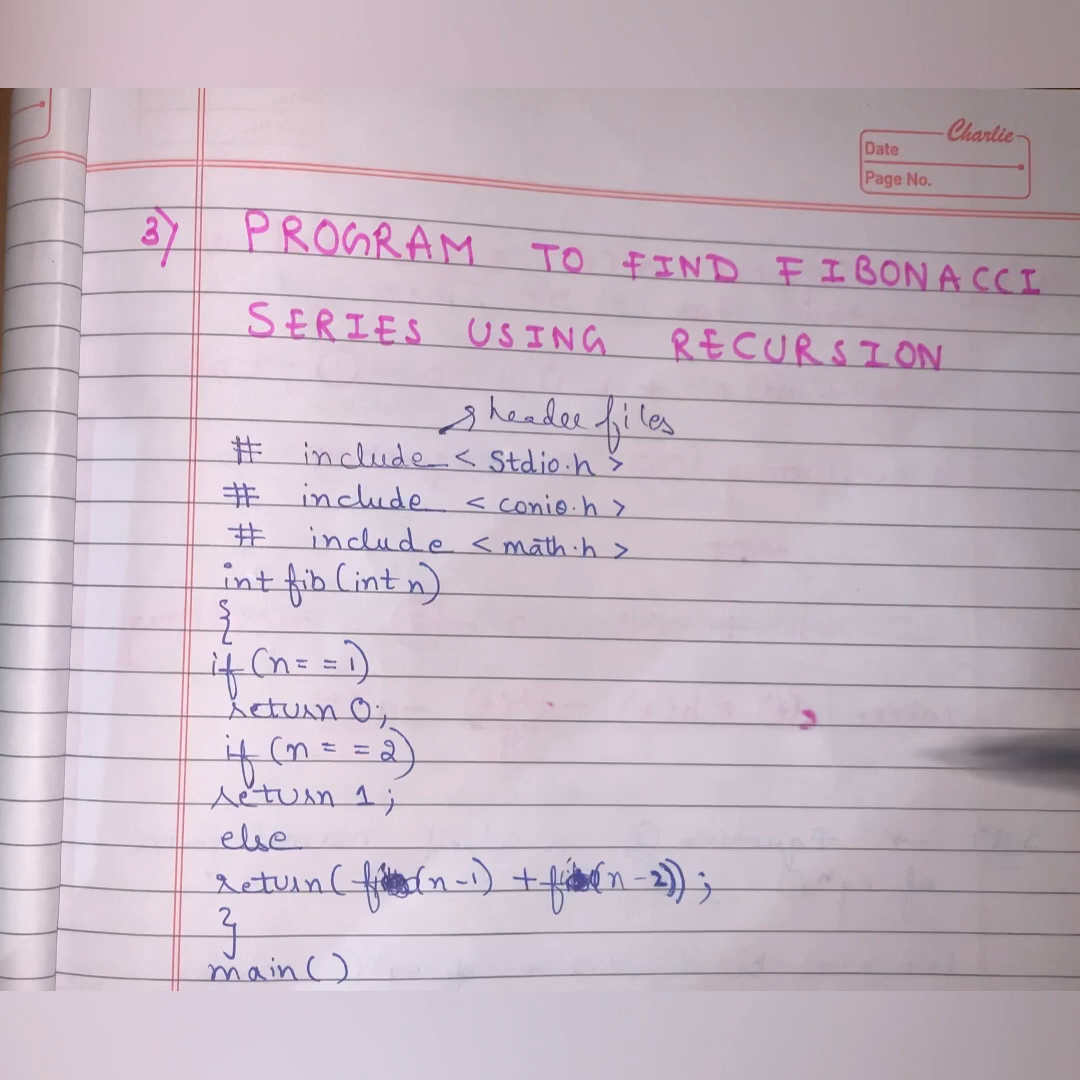 Charlie
Date
Page No.
3) PROGRAM TO FIND FIBONACCI
SERIES USING RECURSION
header files
# include < stdio.h >
# include < conio.h >
# include < math.h >
int fib (int n)
{
if (n = = 1)
return 0;
if (n = = 2)
return 1;
else
return ( fib(n-1) + fib(n-2));
}
main ( )